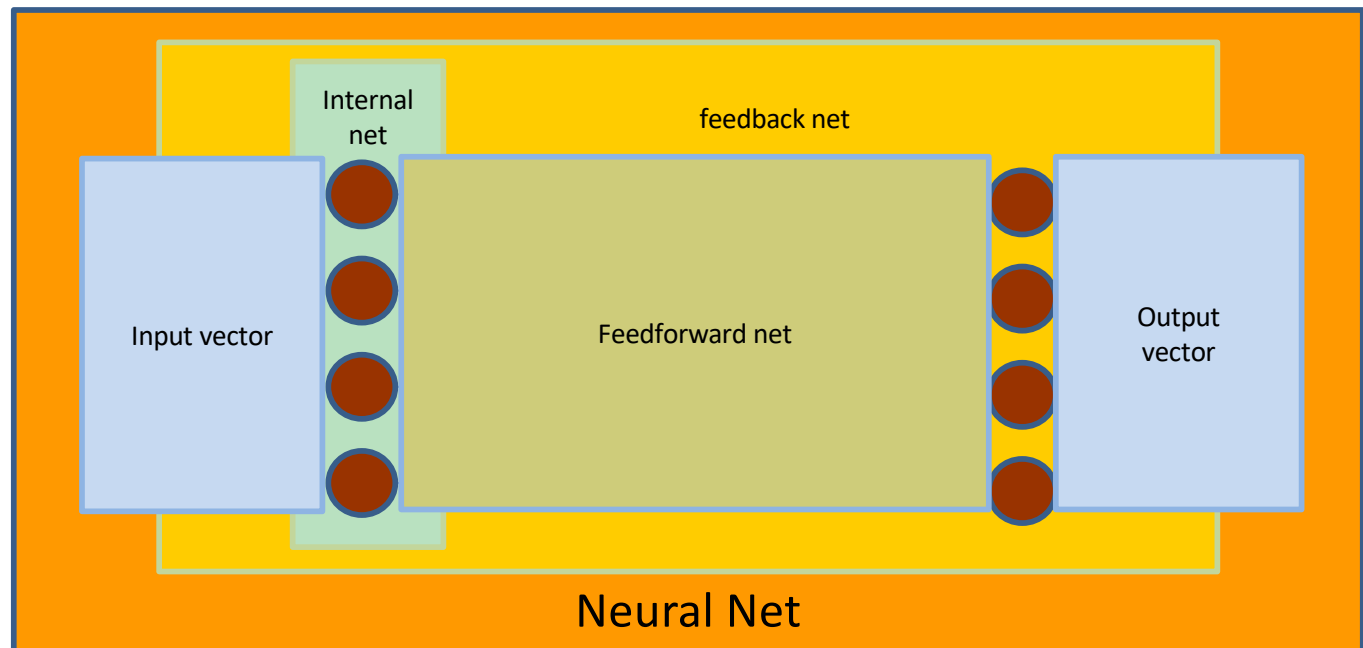 Internal
net
feedback net
Input vector
Feedforward net
Output
vector
Neural Net